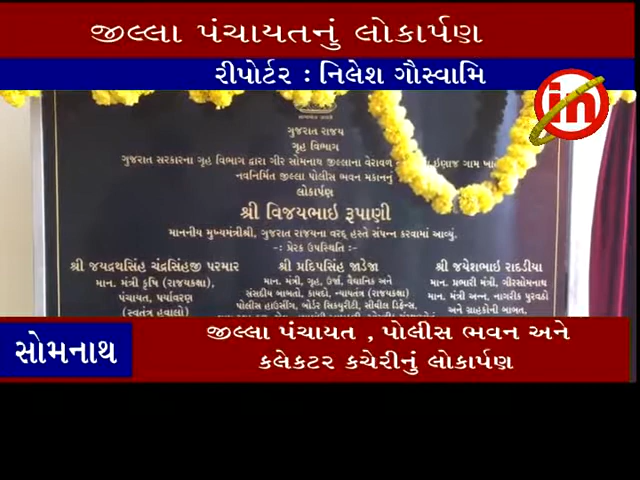 જીલ્લા પંચાયતનું લોકાર્પણ
રીપોર્ટર : નિલેશ ગૌસ્વામિ
in
ગુજરાત રાજ્ય
ગૃહ વિભાગ
ગુજરાત સરકારના ગૃહ વિભાગ દ્વારા ગીર સોમનાથ જીલ્લાના વેરાવળ ઇણાજ ગામ ખા
નવનિર્મિત જીલ્લા પોલીસ ભવન મકાનનું
લોકાર્પણ
શ્રી વિજયભાઇ રૂપાણી
માનનીય મુખ્યમંત્રીશ્રી, ગુજરાત રાજ્યના વરદ્ હસ્તે સંપન્ન કરવામાં આવ્યું.
-: પ્રેરક ઉપસ્થિતિ :-
શ્રી જયદ્રથસિંહ ચંદ્રસિંહજી પરમાર
માન. મંત્રી કૃષિ (રાજ્યકક્ષા),
પંચાયત, પર્યાવરણ
(સ્વતંત્ર હવાલો)
શ્રી પ્રદિપસિંહ જાડેજા
માન. મંત્રી, ગૃહ, ઉર્જા, વૈધાનિક અને
સંસદીય બાબતો, કાયદો, ન્યાયતંત્ર (રાજ્યકક્ષા)
પોલીસ હાઉસીંગ, બોર્ડર સિક્યુરીટી, સીવીલ ડિફેન્સ,
શ્રી જયેશભાઇ રાદડીયા
માન. પ્રભારી મંત્રી, ગીરસોમનાથ
માન. મંત્રી અન્ન, નાગરીક પુરવઠો
અને ગ્રાહકોની બાબત,
સોમનાથ
જીલ્લા પંચાયત , પોલીસ ભવન અને
કલેકટર કચેરીનું લોકાર્પણ